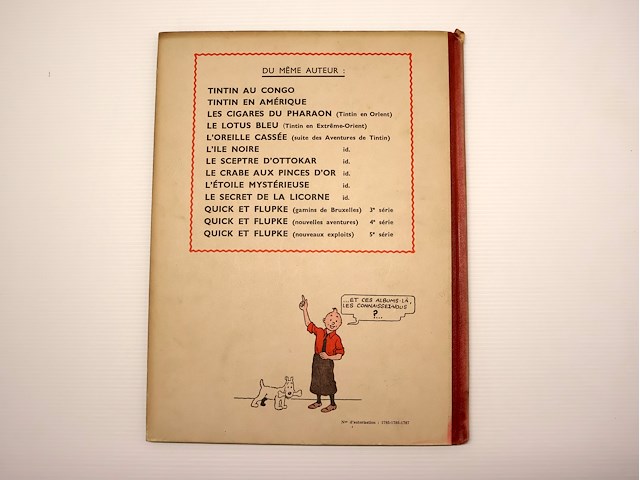 DU MÊME AUTEUR :
TINTIN AU CONGO
TINTIN EN AMÉRIQUE
LES CIGARES DU PHARAON (Tintin en Orient)
LE LOTUS BLEU (Tintin en Extrême-Orient)
L'OREILLE CASSÉE (suite des Aventures de Tintin)
L'ILE NOIRE id.
LE SCEPTRE D'OTTOKAR id.
LE CRABE AUX PINCES D'OR id.
L'ÉTOILE MYSTÉRIEUSE id.
LE SECRET DE LA LICORNE id.
QUICK ET FLUPKE (gamins de Bruxelles) 3e série
QUICK ET FLUPKE (nouvelles aventures) 4e série
QUICK ET FLUPKE (nouveaux exploits) 5e série
...ET CES ALBUMS-LÀ,
LES CONNAISSEZ-VOUS
?...
Nos d'autorisation :